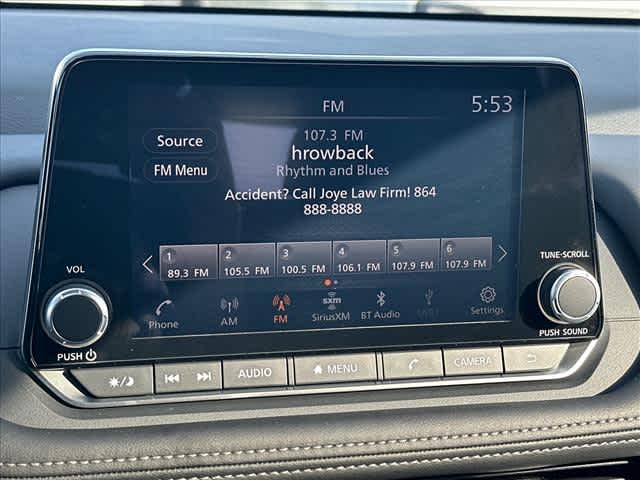 FM
5:53
Source
FM Menu
107.3 FM
hrowback
Rhythm and Blues
Accident? Call Joye Law Firm! 864
888-8888
1 2 3 4 5 6
89.3 FM 105.5 FM 100.5 FM 106.1 FM 107.9 FM 107.9 FM
Phone AM FM sxm SiriusXM BT Audio Settings
VOL
PUSH
TUNE-SCROLL
PUSH SOUND
AUDIO MENU CAMERA